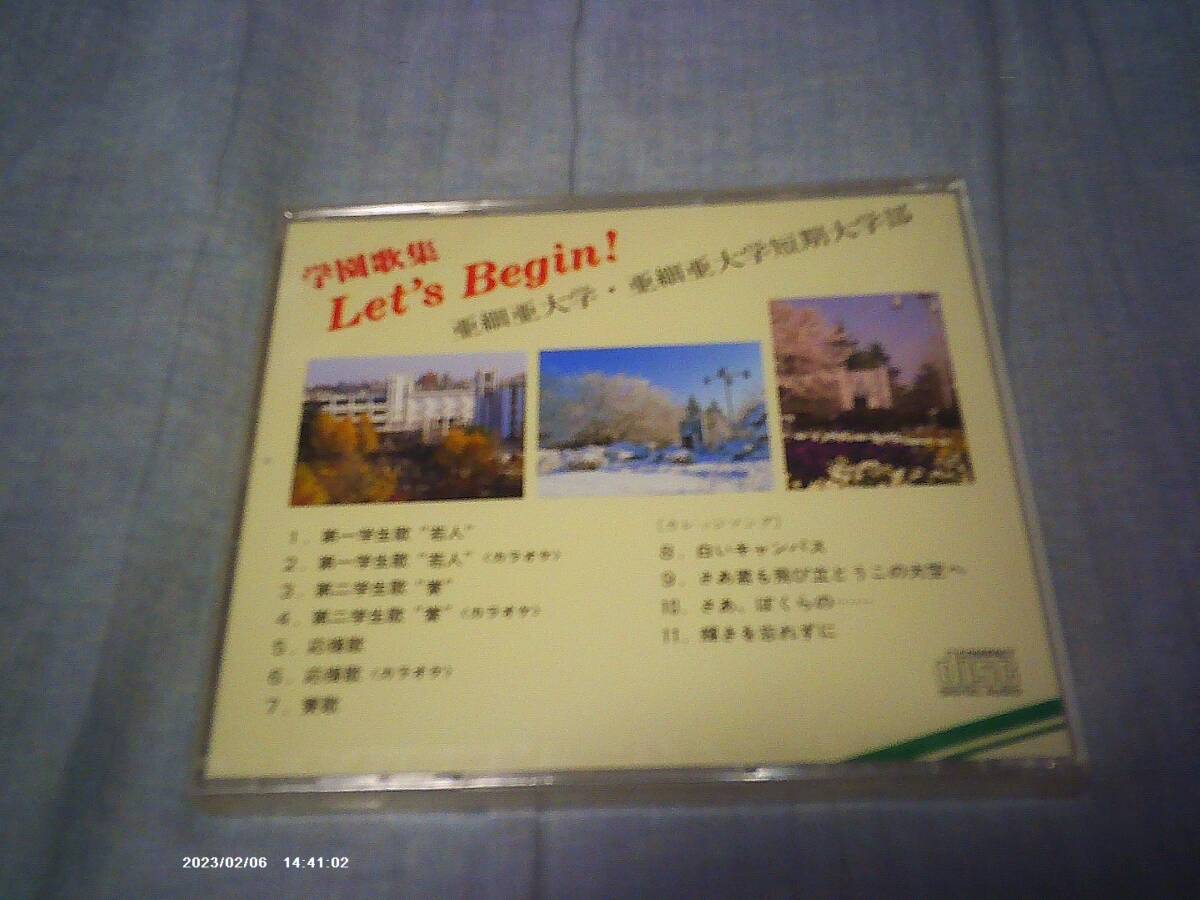 学園歌集
Let's Begin!
亜細亜大学・亜細亜大学短期大学部
1. 第一学生歌“若人”
2. 第一学生歌“若人”〈カラオケ〉
3. 第二学生歌
4. 第二学生歌 〈カラオケ〉
5. 応援歌
6. 応援歌〈カラオケ〉
7. 寮歌
[カレッジソング]
8. 白いキャンパス
9. さあ君も飛び立とうこの大空へ
10. さあ、ぼくらの……
11. 輝きを忘れずに
COMPACT
disc
DIGITAL AUDIO
2023/02/06 14:41:02